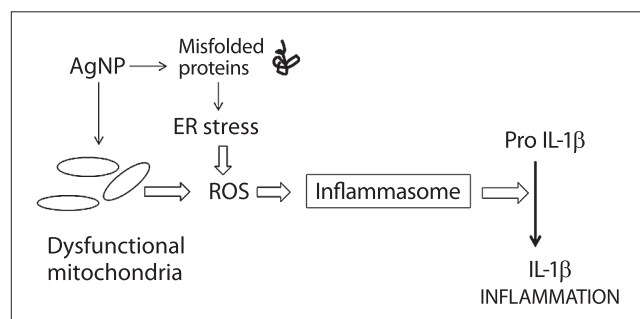 AgNP
Misfolded
proteins
ER stress
ROS
Inflammasome
Pro IL-1β
Dysfunctional
mitochondria
IL-1β
INFLAMMATION